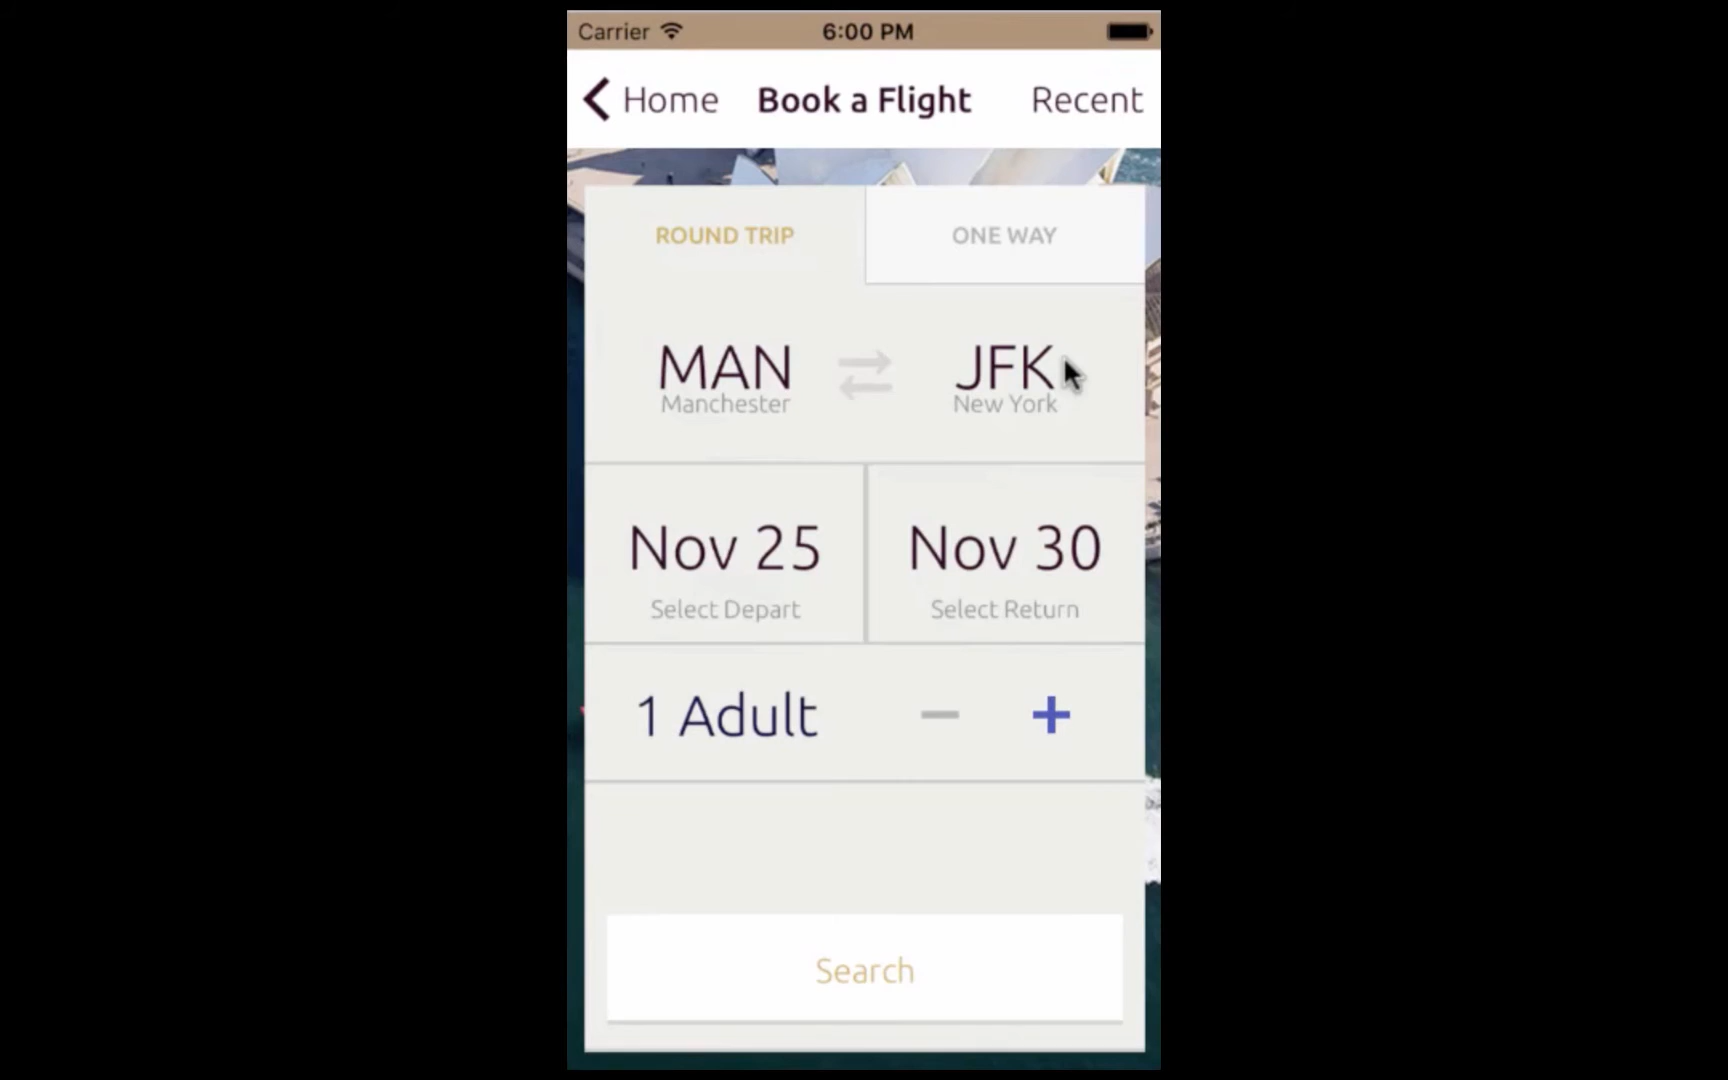 Carrier 6:00 PM
Home Book a Flight Recent
ROUND TRIP ONE WAY
MAN JFK
Manchester New York
Nov 25 Nov 30
Select Depart Select Return
1 Adult − +
Search